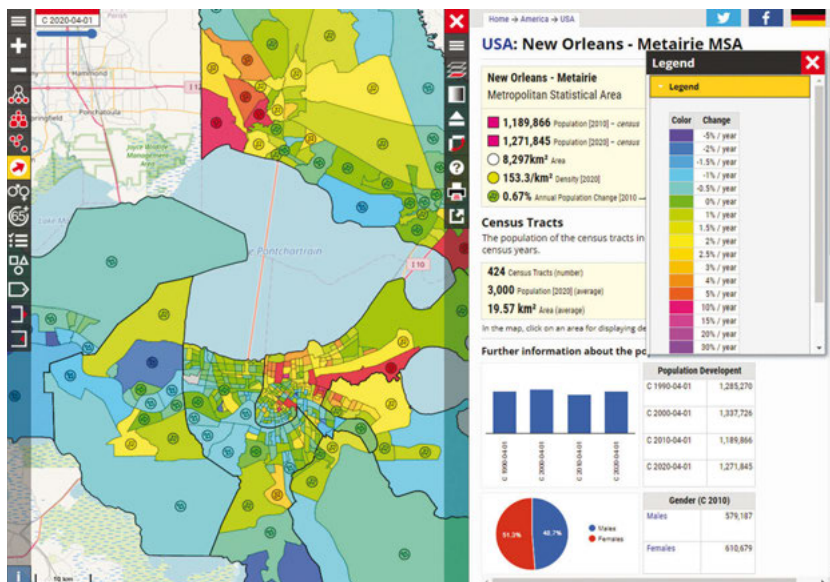 C 2020-04-01
Home → America → USA
USA: New Orleans - Metairie MSA
New Orleans - Metairie
Metropolitan Statistical Area
1,189,866 Population [2010] – census
1,271,845 Population [2020] – census
8,297km² Area
153.3/km² Density [2020]
0.67% Annual Population Change [2010
Census Tracts
The population of the census tracts in
census years.
424 Census Tracts (number)
3,000 Population [2020] (average)
19.57 km² Area (average)
In the map, click on an area for displaying de
Further information about the po
Legend
Legend
Color Change
-5% / year
-2% / year
-1.5% / year
-1% / year
-0.5% / year
0% / year
1% / year
1.5% / year
2% / year
2.5% / year
3% / year
4% / year
5% / year
10% / year
15% / year
20% / year
30% / year
C 1990-04-01
C 2000-04-01
C 2010-04-01
C 2020-04-01
Population Developent
C 1990-04-01 1,285,270
C 2000-04-01 1,337,726
C 2010-04-01 1,189,866
C 2020-04-01 1,271,845
51.3%
48.7%
Males
Females
Gender (C 2010)
Males 579,187
Females 610,679
Hammond
Ponchatoula
Joyce Wildlife
Management
Area
Pontchartrain
I 10
10 km
65+